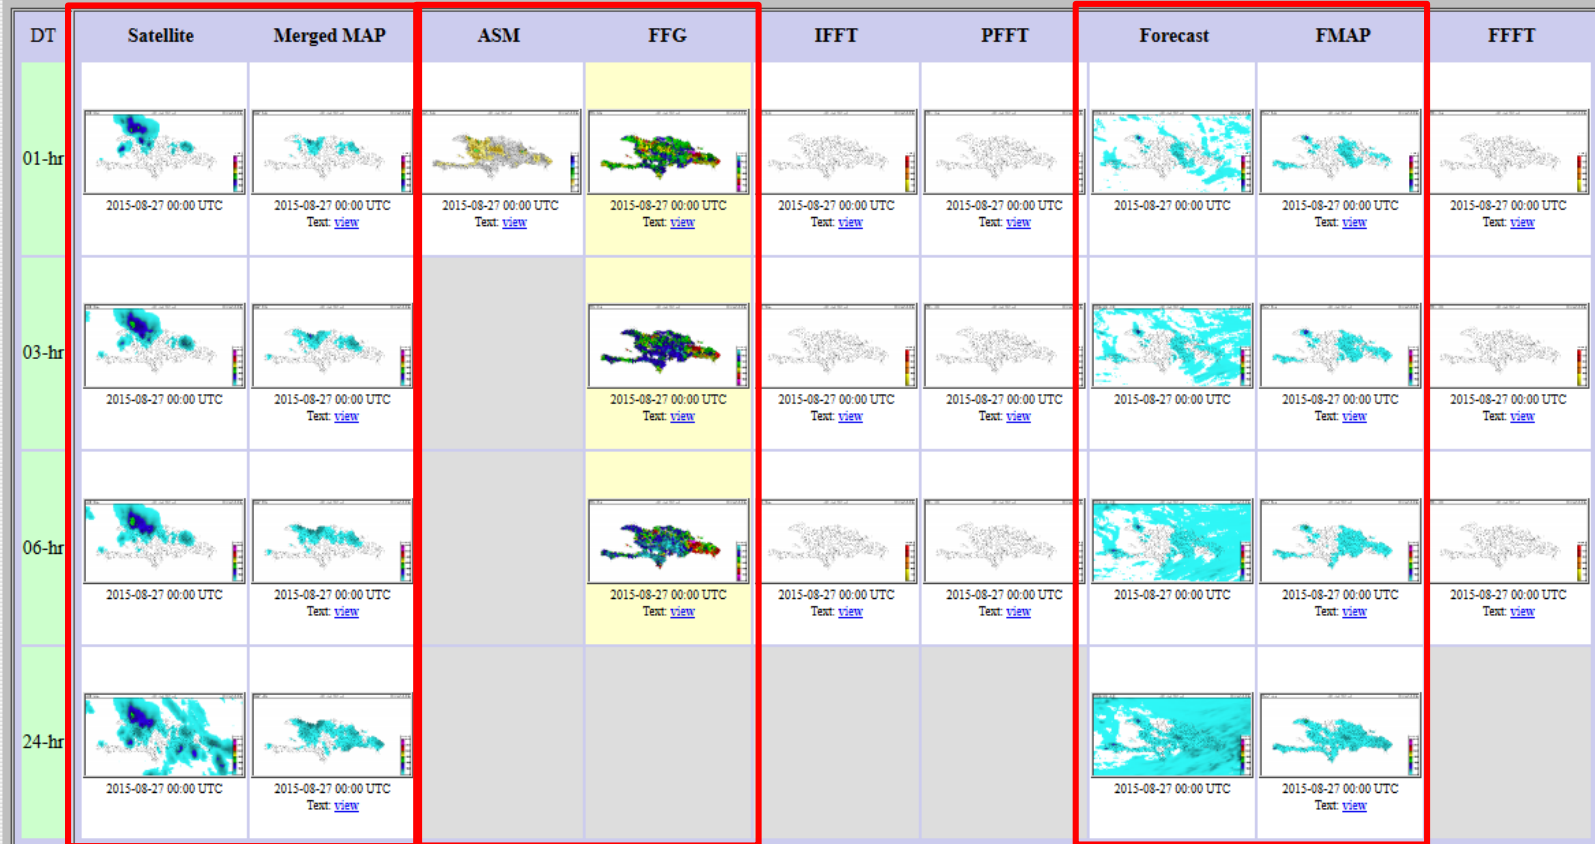 DT Satellite Merged MAP ASM FFG IFFT PFFT Forecast FMAP FFFT
01-hr
2015-08-27 00:00 UTC 2015-08-27 00:00 UTC 2015-08-27 00:00 UTC 2015-08-27 00:00 UTC 2015-08-27 00:00 UTC 2015-08-27 00:00 UTC 2015-08-27 00:00 UTC 2015-08-27 00:00 UTC 2015-08-27 00:00 UTC
Text: view Text: view Text: view Text: view Text: view Text: view Text: view
03-hr
2015-08-27 00:00 UTC 2015-08-27 00:00 UTC 2015-08-27 00:00 UTC 2015-08-27 00:00 UTC 2015-08-27 00:00 UTC 2015-08-27 00:00 UTC 2015-08-27 00:00 UTC 2015-08-27 00:00 UTC
Text: view Text: view Text: view Text: view Text: view Text: view
06-hr
2015-08-27 00:00 UTC 2015-08-27 00:00 UTC 2015-08-27 00:00 UTC 2015-08-27 00:00 UTC 2015-08-27 00:00 UTC 2015-08-27 00:00 UTC 2015-08-27 00:00 UTC 2015-08-27 00:00 UTC
Text: view Text: view Text: view Text: view Text: view Text: view
24-hr
2015-08-27 00:00 UTC 2015-08-27 00:00 UTC 2015-08-27 00:00 UTC 2015-08-27 00:00 UTC
Text: view Text: view